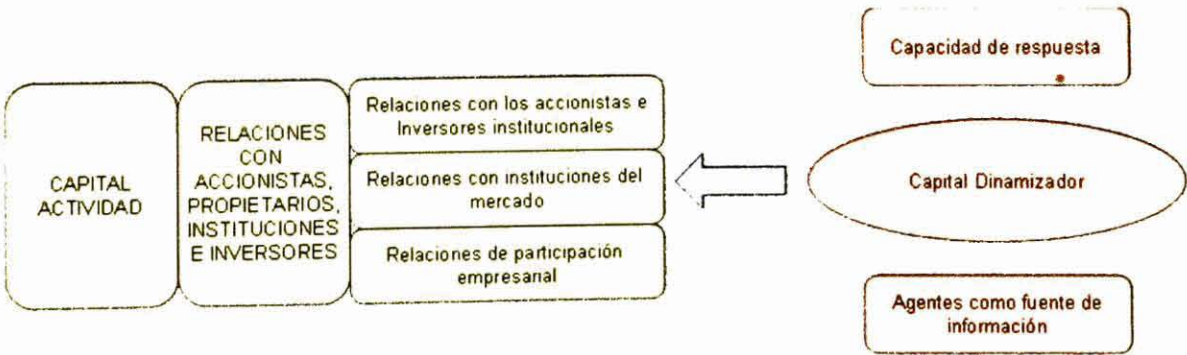 CAPITAL
ACTIVIDAD
RELACIONES
CON
ACCIONISTAS,
PROPIETARIOS,
INSTITUCIONES
E INVERSORES
Relaciones con los accionistas e
Inversores institucionales
Relaciones con instituciones del
mercado
Relaciones de participación
empresarial
Capacidad de respuesta
Capital Dinamizador
Agentes como fuente de
información